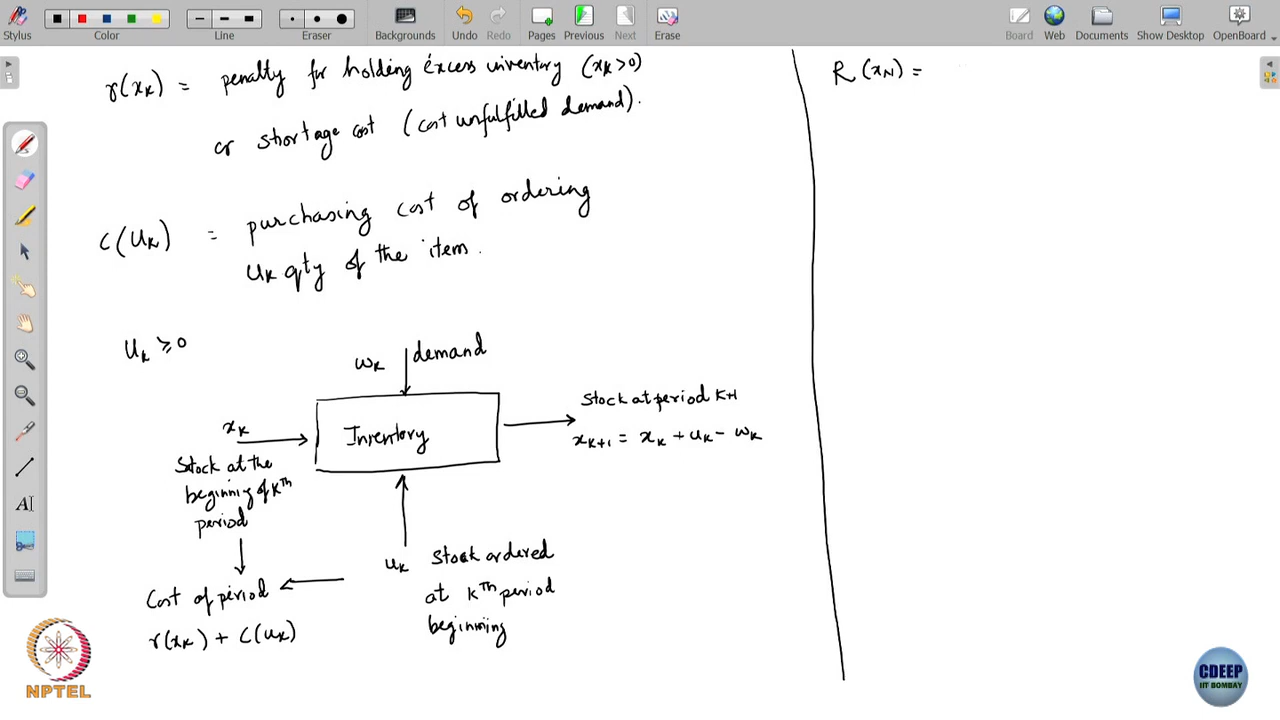 Stylus
Color
Line
Eraser
Backgrounds
Undo
Redo
Pages
Previous
Next
Erase
Board
Web
Documents
Show Desktop
OpenBoard
r(xₖ) = penalty for holding excess inventory (xₖ>0)
or shortage cost (cost unfulfilled demand).
c(uₖ) = purchasing cost of ordering
uₖ qty of the item.
uₖ ≥ 0
wₖ demand
Inventory
xₖ
Stock at the
beginning of kᵗʰ
period
Stock at period k+1
xₖ₊₁ = xₖ + uₖ - wₖ
uₖ Stock ordered
at kᵗʰ period
beginning
Cost of period
r(xₖ) + c(uₖ)
R(x_N) =
NPTEL
CDEEP
IIT BOMBAY